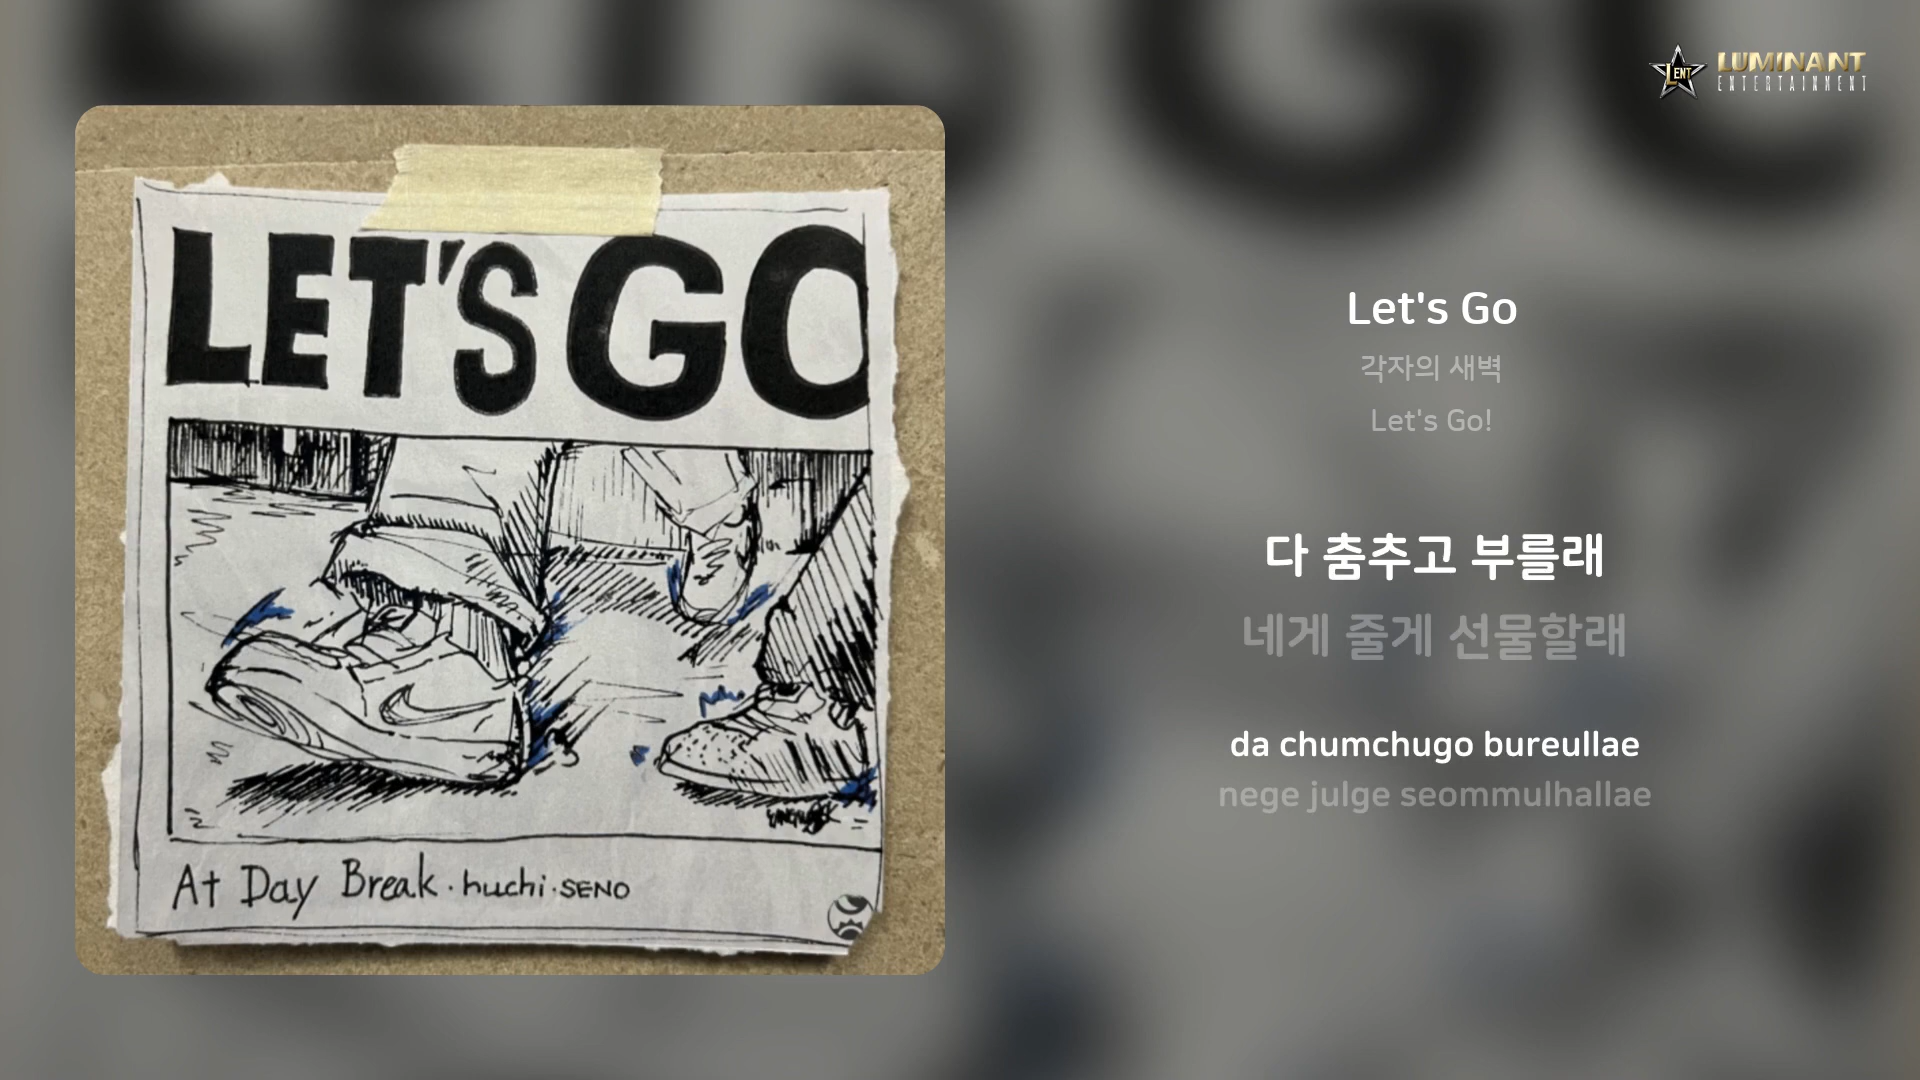 LENT
LUMINANT
ENTERTAINMENT
LET'S GO
At Day Break · huchi · SENO
Let's Go
각자의 새벽
Let's Go!
다 춤추고 부를래
네게 줄게 선물할래
da chumchugo bureullae
nege julge seommulhallae